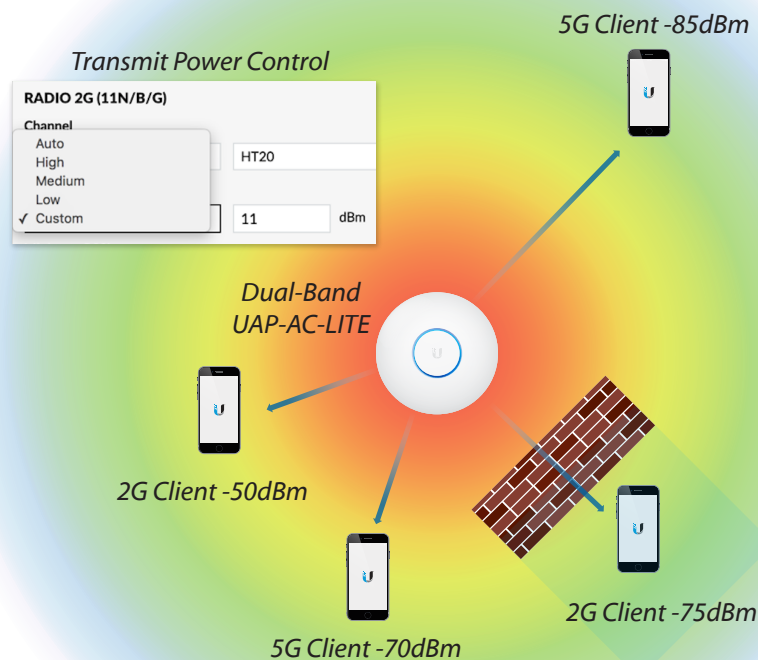 5G Client -85dBm
Transmit Power Control
RADIO 2G (11N/B/G)
Channel
Auto
High
Medium
Low
✓ Custom
HT20
11
dBm
Dual-Band
UAP-AC-LITE
2G Client -50dBm
2G Client -75dBm
5G Client -70dBm